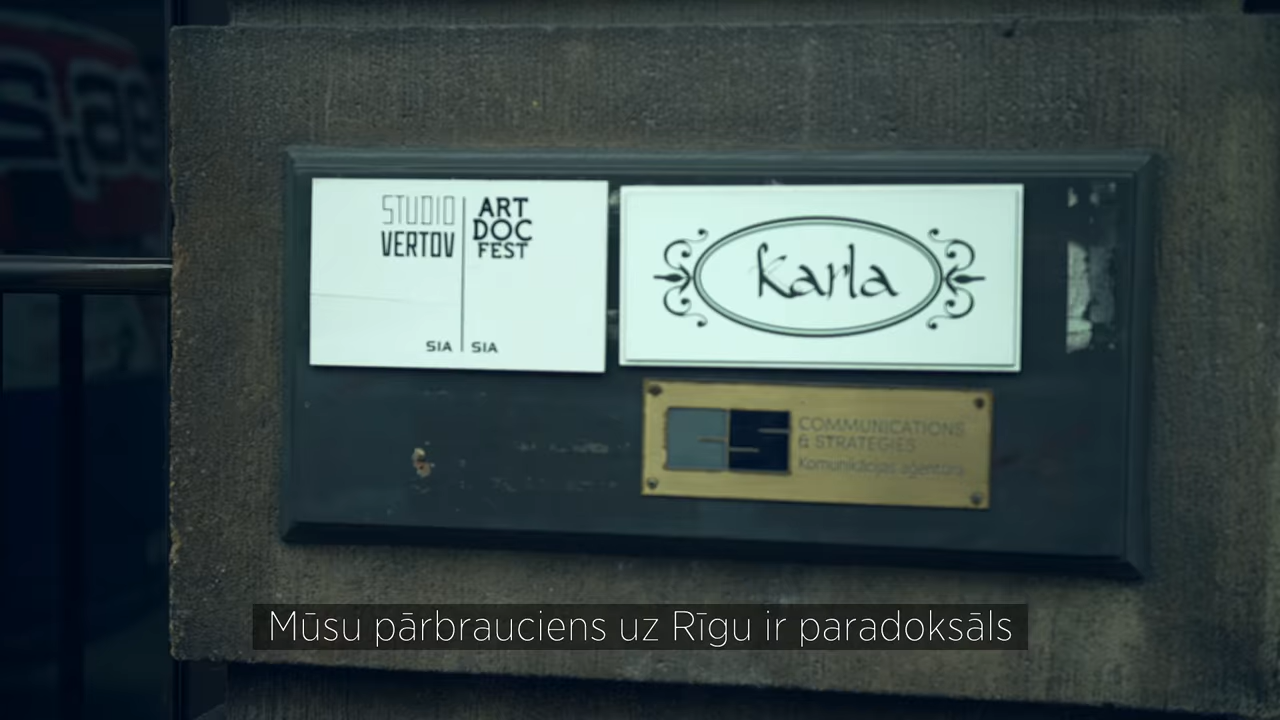 STUDIO
VERTOV
ART
DOC
FEST
SIA
SIA
Karla
COMMUNICATIONS
& STRATEGIES
Komunikācijas aģentūra
Mūsu pārbrauciens uz Rīgu ir paradoksāls